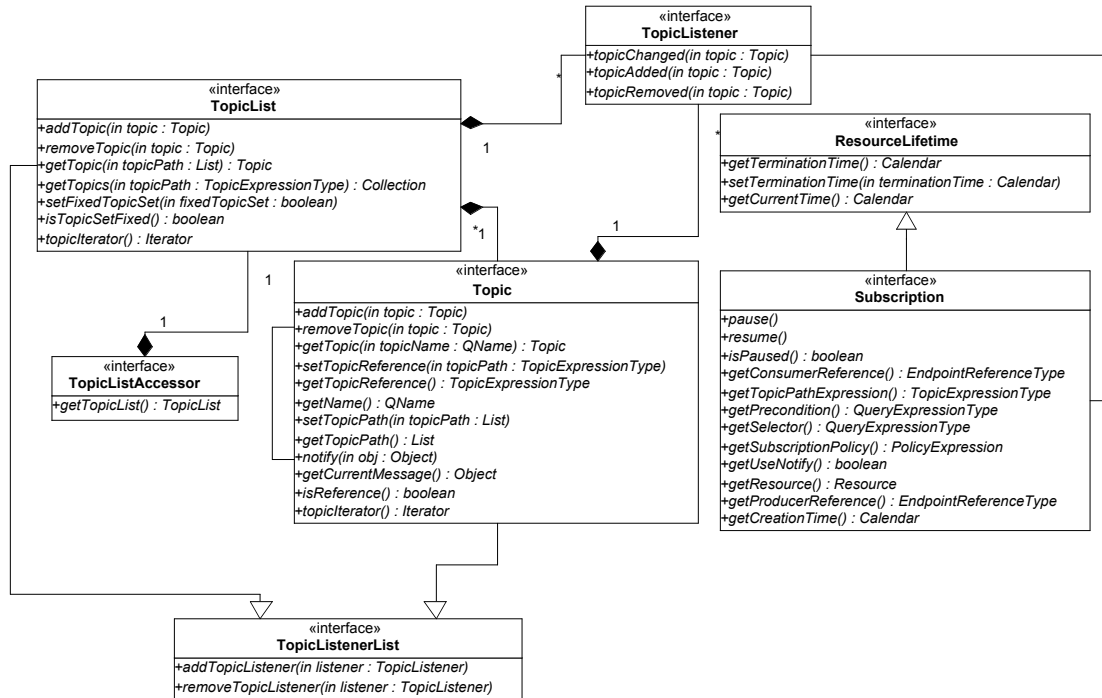 «interface»
TopicListener
+topicChanged(in topic : Topic)
+topicAdded(in topic : Topic)
+topicRemoved(in topic : Topic)
«interface»
TopicList
+addTopic(in topic : Topic)
+removeTopic(in topic : Topic)
+getTopic(in topicPath : List) : Topic
+getTopics(in topicPath : TopicExpressionType) : Collection
+setFixedTopicSet(in fixedTopicSet : boolean)
+isTopicSetFixed() : boolean
+topicIterator() : Iterator
*
1
*
«interface»
ResourceLifetime
+getTerminationTime() : Calendar
+setTerminationTime(in terminationTime : Calendar)
+getCurrentTime() : Calendar
*
1
1
1
1
«interface»
Topic
+addTopic(in topic : Topic)
+removeTopic(in topic : Topic)
+getTopic(in topicName : QName) : Topic
+setTopicReference(in topicPath : TopicExpressionType)
+getTopicReference() : TopicExpressionType
+getName() : QName
+setTopicPath(in topicPath : List)
+getTopicPath() : List
+notify(in obj : Object)
+getCurrentMessage() : Object
+isReference() : boolean
+topicIterator() : Iterator
«interface»
Subscription
+pause()
+resume()
+isPaused() : boolean
+getConsumerReference() : EndpointReferenceType
+getTopicPathExpression() : TopicExpressionType
+getPrecondition() : QueryExpressionType
+getSelector() : QueryExpressionType
+getSubscriptionPolicy() : PolicyExpression
+getUseNotify() : boolean
+getResource() : Resource
+getProducerReference() : EndpointReferenceType
+getCreationTime() : Calendar
«interface»
TopicListAccessor
+getTopicList() : TopicList
«interface»
TopicListenerList
+addTopicListener(in listener : TopicListener)
+removeTopicListener(in listener : TopicListener)